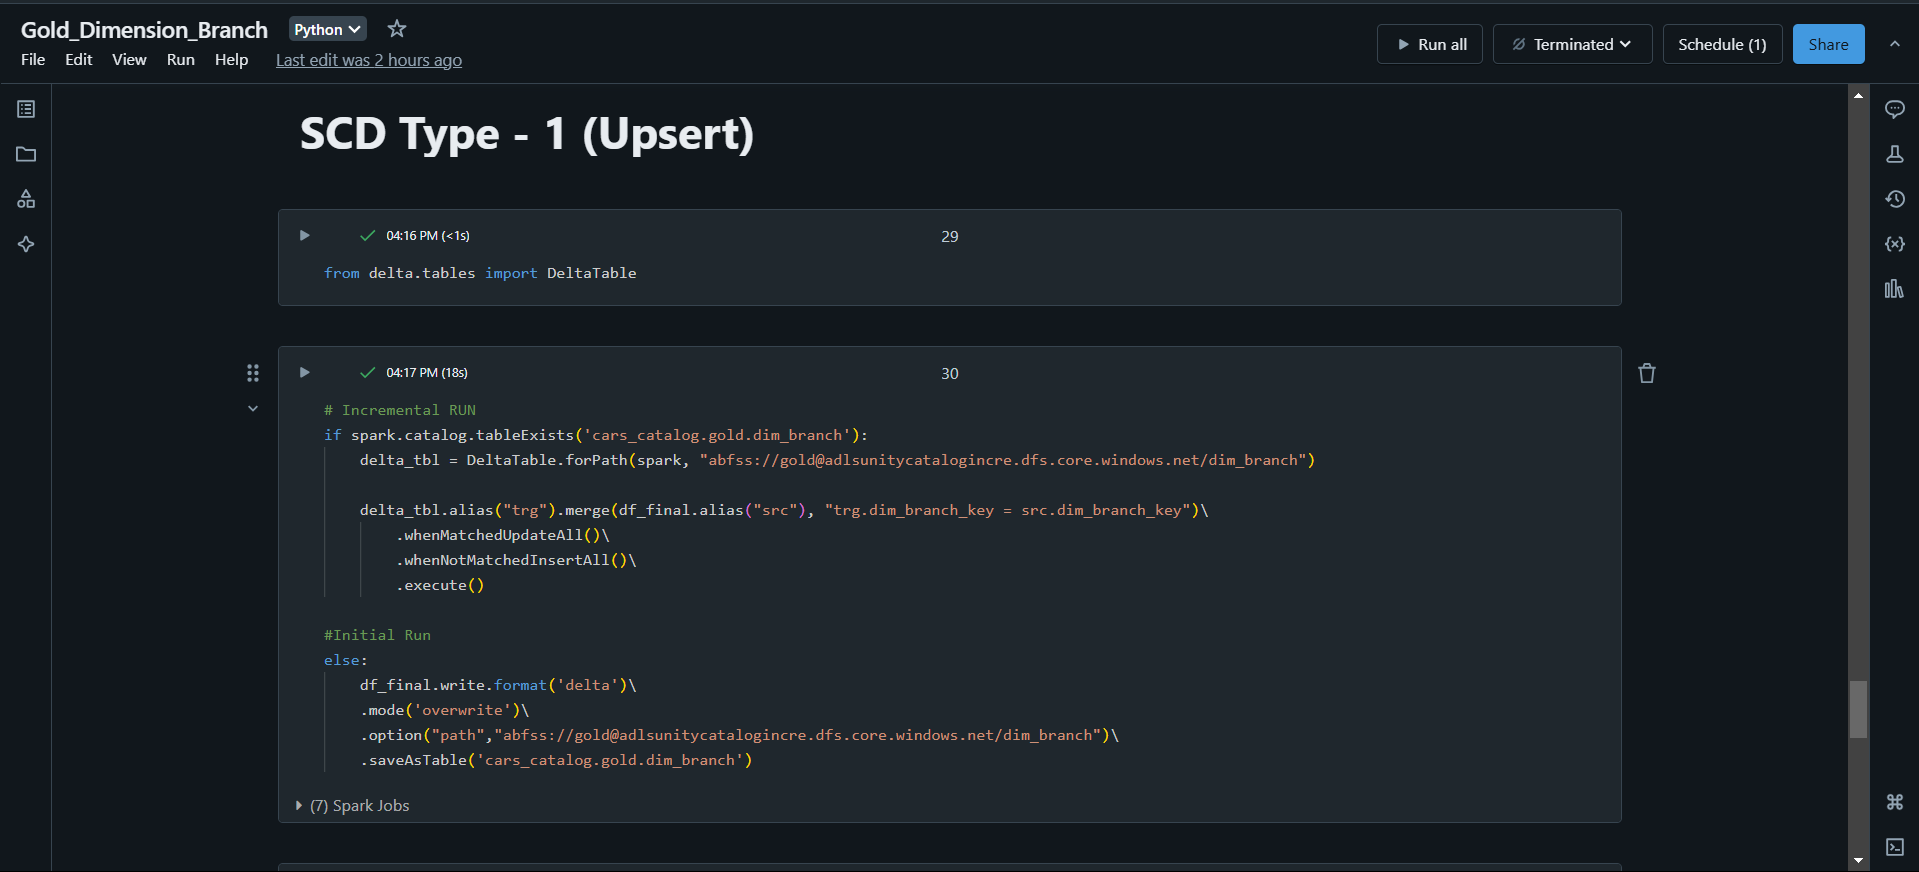 Gold_Dimension_Branch Python
File Edit View Run Help Last edit was 2 hours ago
Run all Terminated Schedule (1) Share
SCD Type - 1 (Upsert)
04:16 PM (<1s) 29
from delta.tables import DeltaTable
04:17 PM (18s) 30
# Incremental RUN
if spark.catalog.tableExists('cars_catalog.gold.dim_branch'):
    delta_tbl = DeltaTable.forPath(spark, "abfss://gold@adlsunitycatalogincre.dfs.core.windows.net/dim_branch")
    delta_tbl.alias("trg").merge(df_final.alias("src"), "trg.dim_branch_key = src.dim_branch_key")\
        .whenMatchedUpdateAll()\
        .whenNotMatchedInsertAll()\
        .execute()
#Initial Run
else:
    df_final.write.format('delta')\
    .mode('overwrite')\
    .option("path","abfss://gold@adlsunitycatalogincre.dfs.core.windows.net/dim_branch")\
    .saveAsTable('cars_catalog.gold.dim_branch')
(7) Spark Jobs